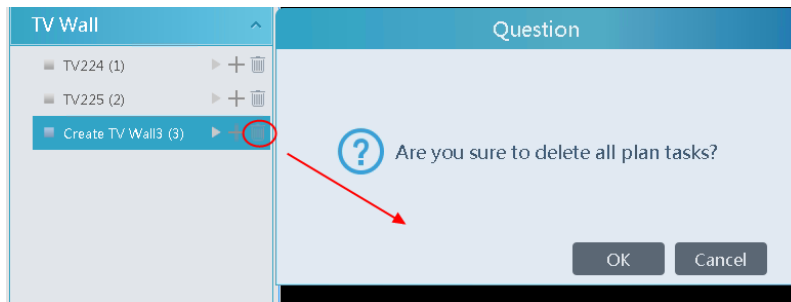 TV Wall
TV224 (1)
TV225 (2)
Create TV Wall3 (3)
Question
Are you sure to delete all plan tasks?
OK
Cancel